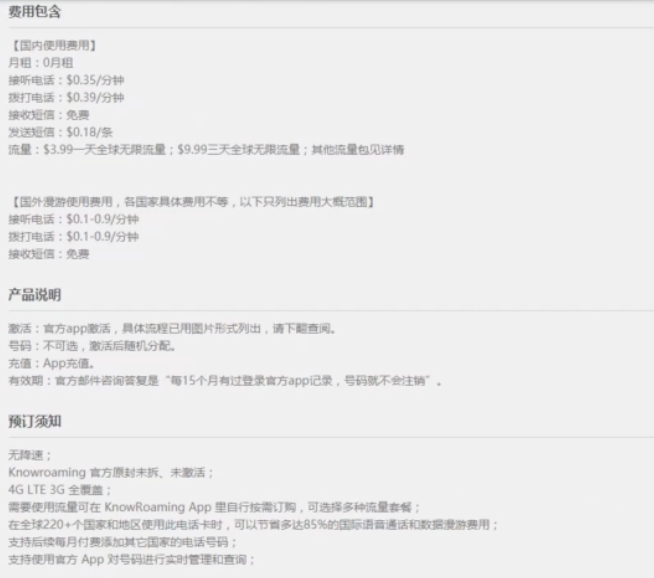 费用包含
【国内使用费用】
月租：0月租
接听电话：$0.35/分钟
拨打电话：$0.39/分钟
接收短信：免费
发送短信：$0.18/条
流量：$3.99一天全球无限流量；$9.99三天全球无限流量；其他流量包见详情
【国外漫游使用费用，各国家具体费用不等，以下只列出费用大概范围】
接听电话：$0.1-0.9/分钟
拨打电话：$0.1-0.9/分钟
接收短信：免费
产品说明
激活：官方app激活，具体流程已用图片形式列出，请下翻查阅。
号码：不可选，激活后随机分配。
充值：App充值。
有效期：官方邮件咨询答复是“每15个月有过登录官方app记录，号码就不会注销”。
预订须知
无降速；
Knowroaming 官方原封未拆、未激活；
4G LTE 3G 全覆盖；
需要使用流量可在 KnowRoaming App 里自行按需订购，可选择多种流量套餐；
在全球220+个国家和地区使用此电话卡时，可以节省多达85%的国际语音通话和数据漫游费用；
支持后续每月付费添加其它国家的电话号码；
支持使用官方 App 对号码进行实时管理和查询；